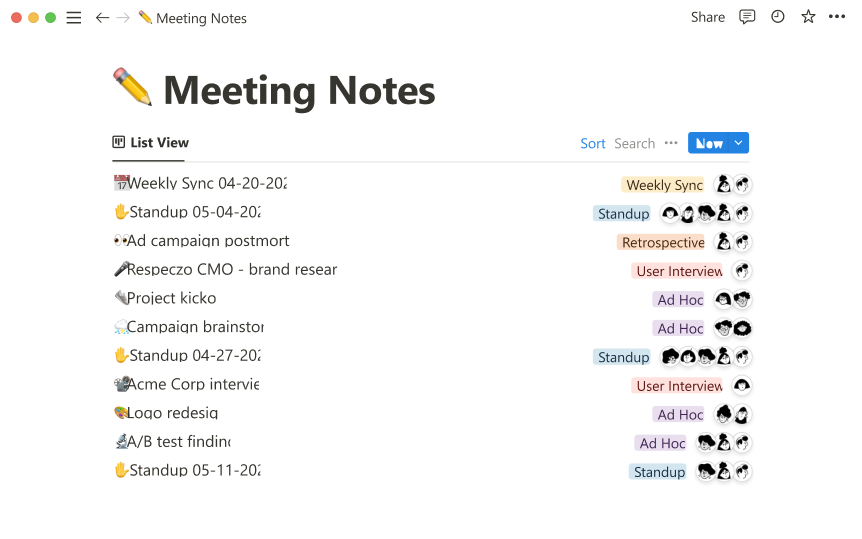 Meeting Notes
Share
Meeting Notes
List View
Sort Search
New
Weekly Sync 04-20-202
Weekly Sync
Standup 05-04-202
Standup
Ad campaign postmort
Retrospective
Respeczo CMO - brand resear
User Interview
Project kicko
Ad Hoc
Campaign brainstor
Ad Hoc
Standup 04-27-202
Standup
Acme Corp intervie
User Interview
Logo redesig
Ad Hoc
A/B test findin
Ad Hoc
Standup 05-11-202
Standup